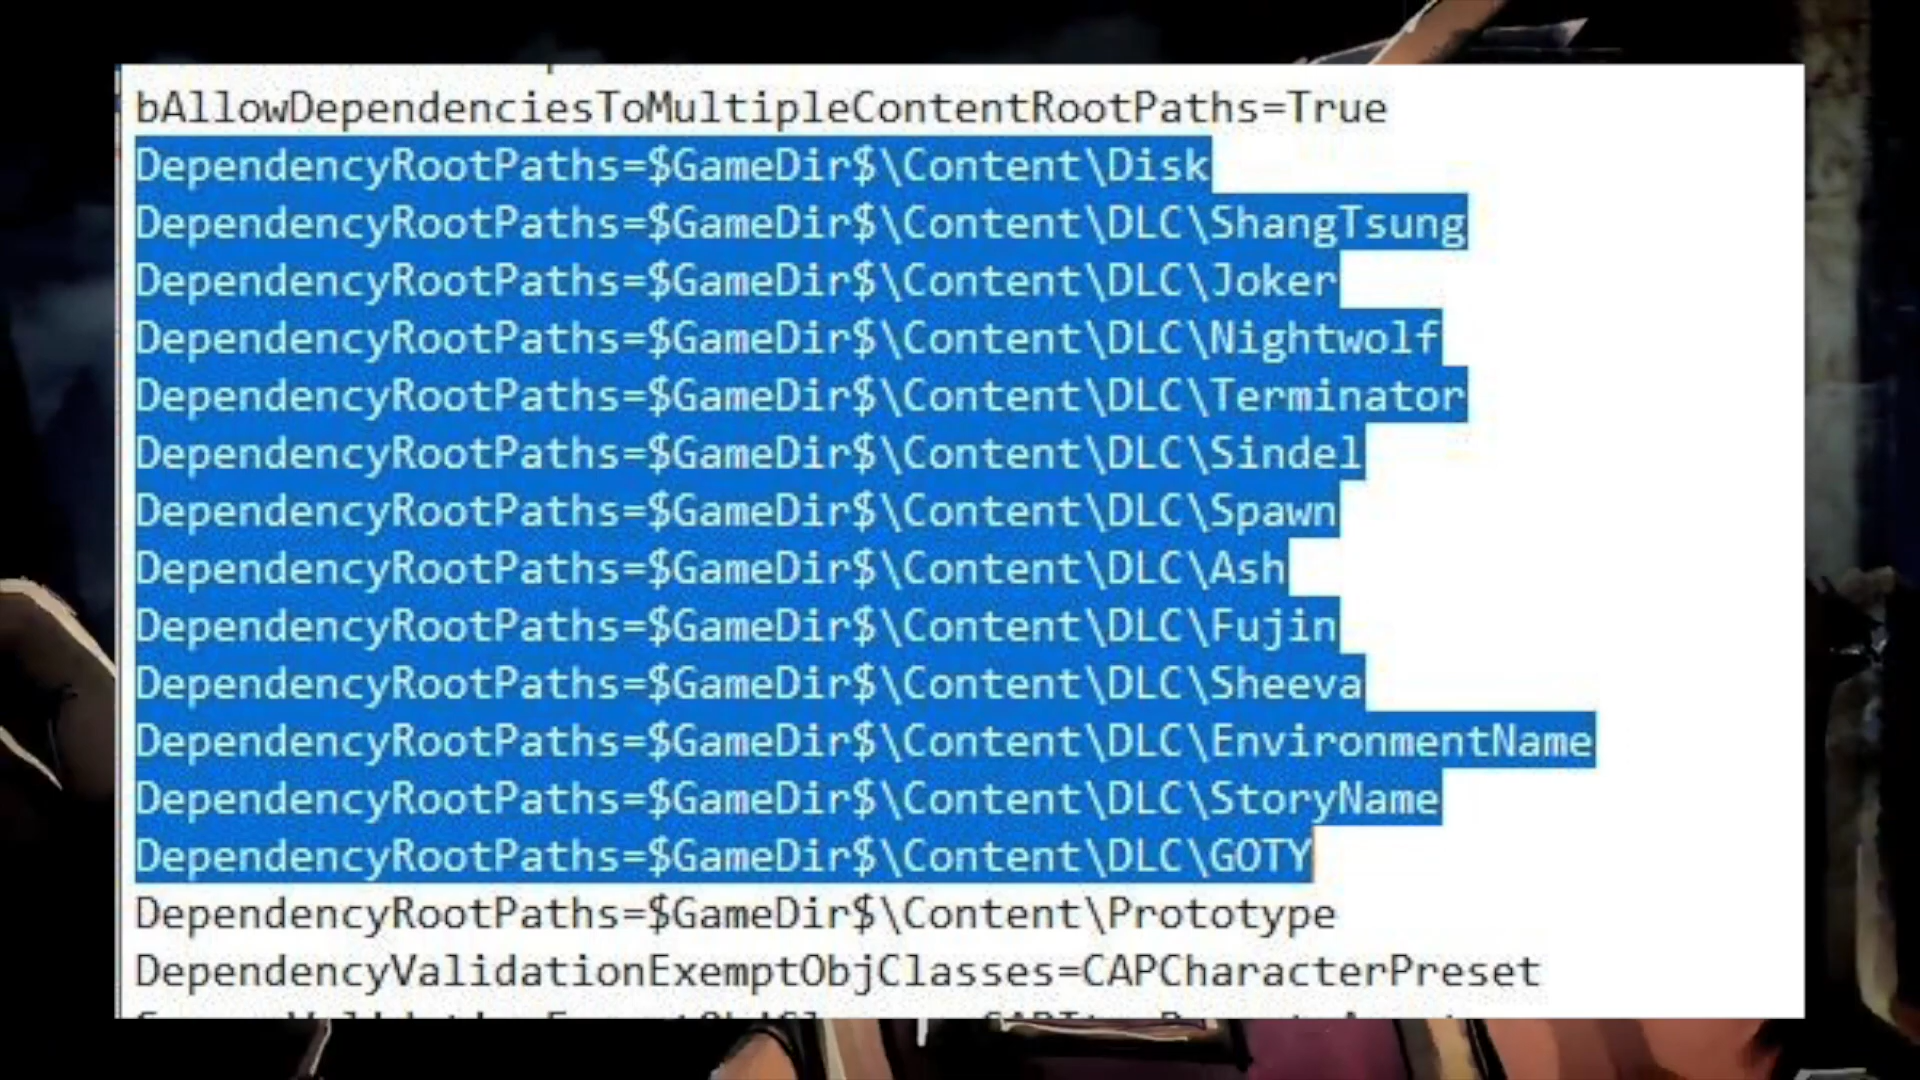 bAllowDependenciesToMultipleContentRootPaths=True
DependencyRootPaths=$GameDir$\Content\Disk
DependencyRootPaths=$GameDir$\Content\DLC\ShangTsung
DependencyRootPaths=$GameDir$\Content\DLC\Joker
DependencyRootPaths=$GameDir$\Content\DLC\Nightwolf
DependencyRootPaths=$GameDir$\Content\DLC\Terminator
DependencyRootPaths=$GameDir$\Content\DLC\Sindel
DependencyRootPaths=$GameDir$\Content\DLC\Spawn
DependencyRootPaths=$GameDir$\Content\DLC\Ash
DependencyRootPaths=$GameDir$\Content\DLC\Fujin
DependencyRootPaths=$GameDir$\Content\DLC\Sheeva
DependencyRootPaths=$GameDir$\Content\DLC\EnvironmentName
DependencyRootPaths=$GameDir$\Content\DLC\StoryName
DependencyRootPaths=$GameDir$\Content\DLC\GOTY
DependencyRootPaths=$GameDir$\Content\Prototype
DependencyValidationExemptObjClasses=CAPCharacterPreset